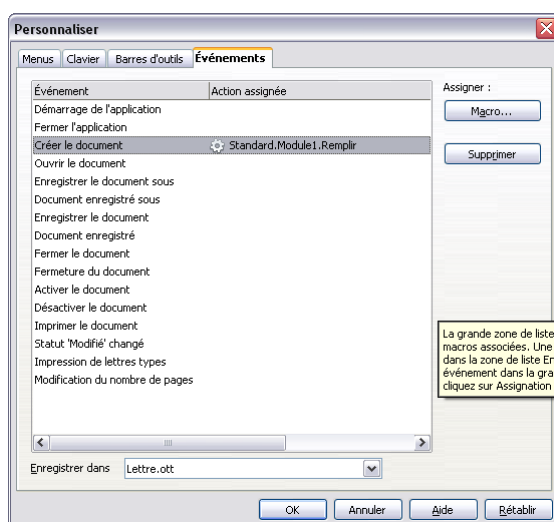 Personnaliser
Menus Clavier Barres d'outils Événements
Événement Action assignée
Assigner :
Démarrage de l'application
Macro...
Fermer l'application
Créer le document Standard.Module1.Remplir
Supprimer
Ouvrir le document
Enregistrer le document sous
Document enregistré sous
Enregistrer le document
Document enregistré
Fermer le document
Fermeture du document
Activer le document
Désactiver le document
Imprimer le document
Statut 'Modifié' changé
Impression de lettres types
Modification du nombre de pages
La grande zone de liste
macros associées. Une
dans la zone de liste En
événement dans la gra
cliquez sur Assignation
Enregistrer dans Lettre.ott
OK Annuler Aide Rétablir